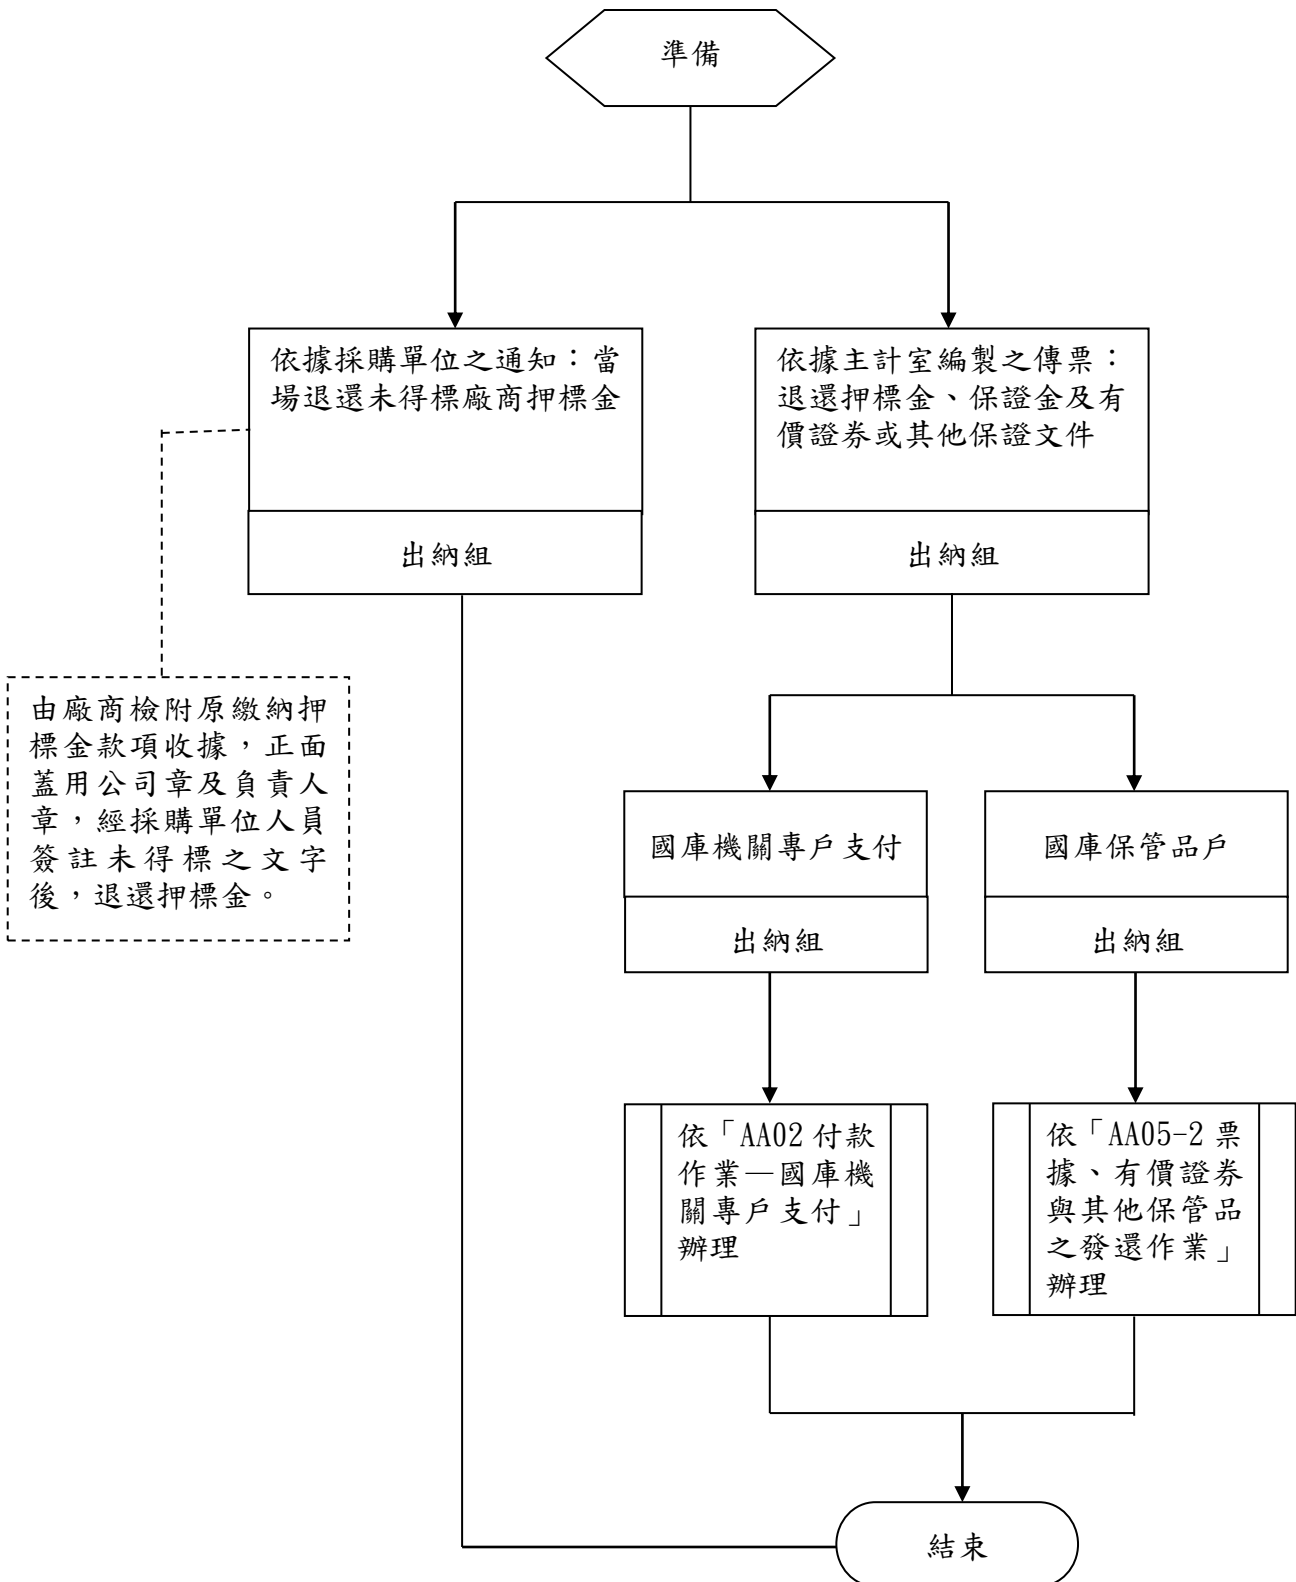 準備
依據採購單位之通知：當
場退還未得標廠商押標金
出納組
依據主計室編製之傳票：
退還押標金、保證金及有
價證券或其他保證文件
出納組
由廠商檢附原繳納押
標金款項收據，正面
蓋用公司章及負責人
章，經採購單位人員
簽註未得標之文字
後，退還押標金。
國庫機關專戶支付
出納組
國庫保管品戶
出納組
依「AA02 付款
作業—國庫機
關專戶支付」
辦理
依「AA05-2 票
據、有價證券
與其他保管品
之發還作業」
辦理
結束